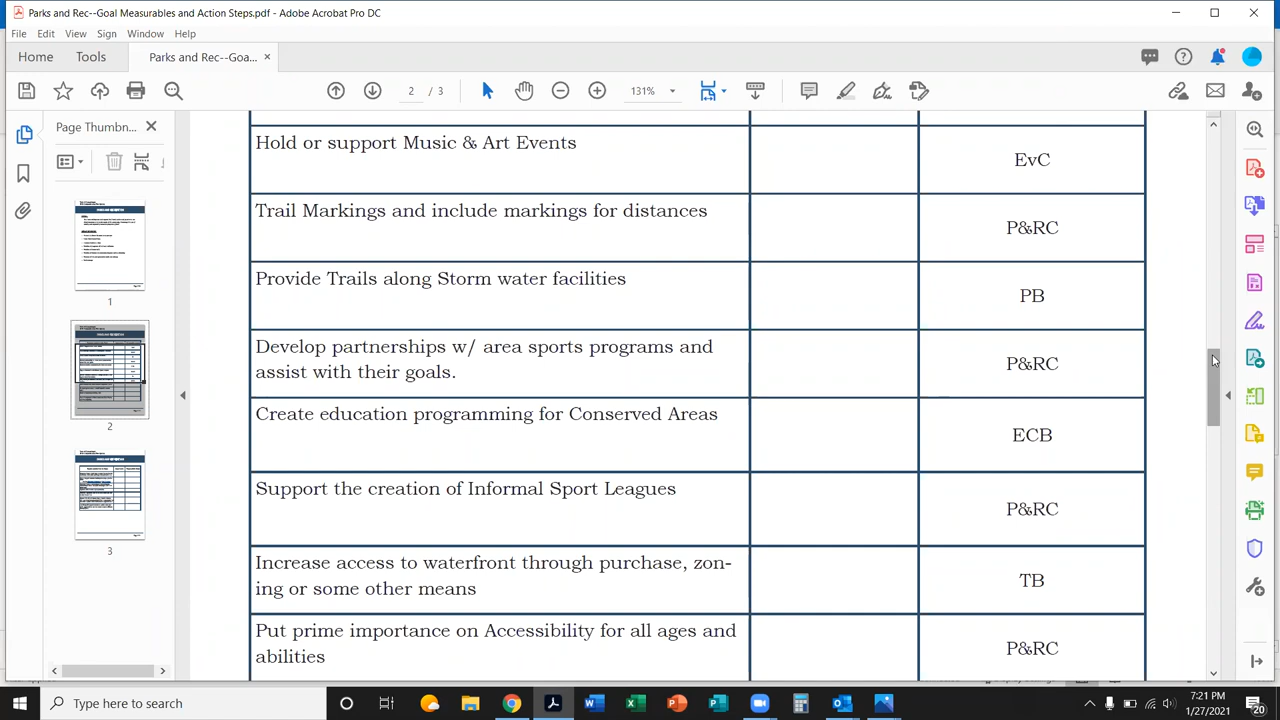 Parks and Rec--Goal Measurables and Action Steps.pdf - Adobe Acrobat Pro DC
File Edit View Sign Window Help
Home Tools Parks and Rec--Goa... ×
2 / 3 131%
Page Thumbn...
Hold or support Music & Art Events
EvC
Trail Markings and include markings for distances
P&RC
Provide Trails along Storm water facilities
PB
Develop partnerships w/ area sports programs and
assist with their goals.
P&RC
Create education programming for Conserved Areas
ECB
Support the creation of Informal Sport Leagues
P&RC
Increase access to waterfront through purchase, zon-
ing or some other means
TB
Put prime importance on Accessibility for all ages and
abilities
P&RC
1
2
3
Type here to search
7:21 PM
1/27/2021
20